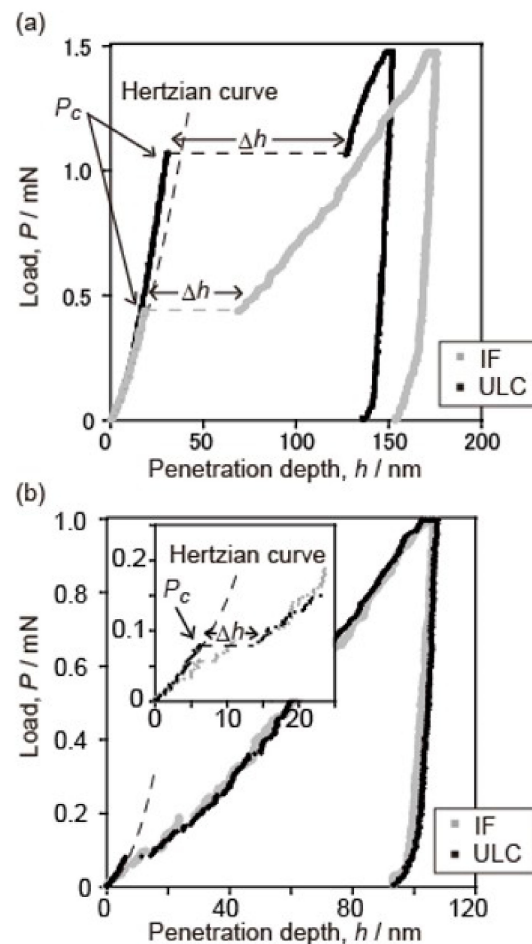 (a)
1.5
Hertzian curve
P_c
Δh
1.0
Load, P / mN
0.5
Δh
IF
ULC
0
0 50 100 150 200
Penetration depth, h / nm
(b)
1.0
0.2
Hertzian curve
P_c
0.8
0.1
Δh
Load, P / mN
0.6
0
0 10 20
0.4
0.2
IF
ULC
0
0 40 80 120
Penetration depth, h / nm